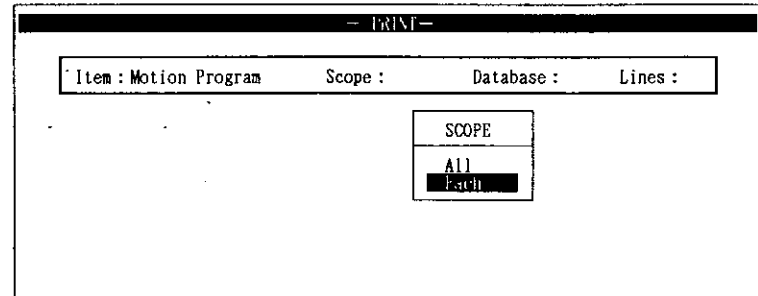 — PRINT —
Item : Motion Program Scope : Database : Lines :
SCOPE
All
Each